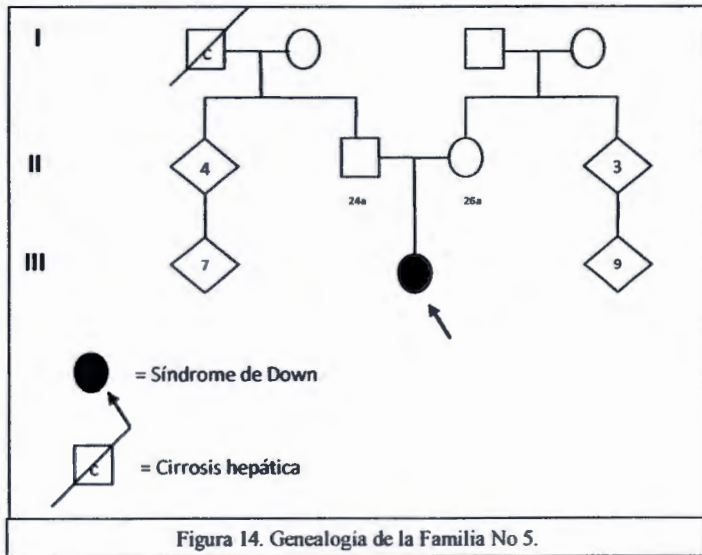 I
C
II
4
3
24a
26a
III
7
9
= Síndrome de Down
C
= Cirrosis hepática
Figura 14. Genealogía de la Familia No 5.